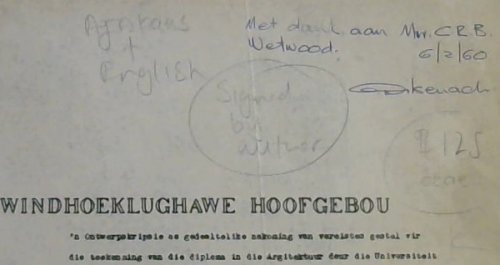 Afrikaans
+
English
Met dank aan Mnr. C.R.B.
Wetwood.
6/2/60
Signed
by
author
$125
WINDHOEKLUGHAWE HOOFGEBOU
'n Ontwerpskripsie as gedeeltelike nakoming van vereistes gestel vir
die toekenning van die diploma in die Argitektuur deur die Universiteit